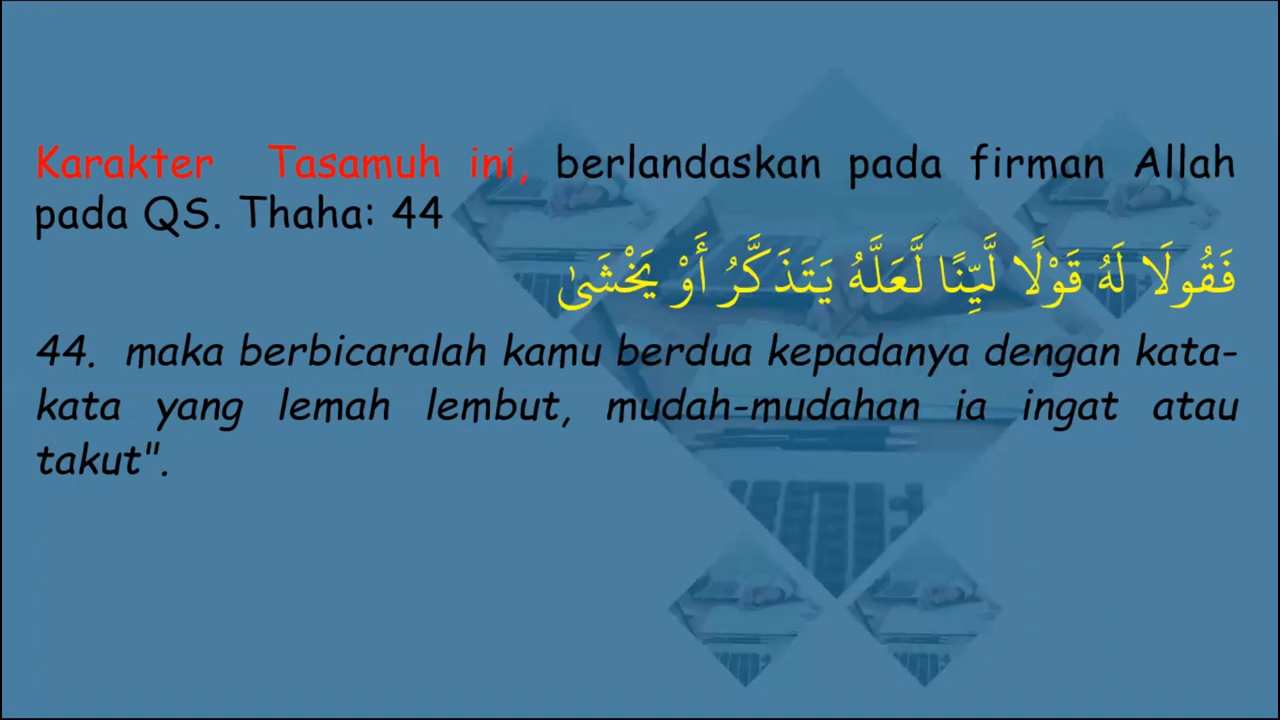 Karakter Tasamuh ini, berlandaskan pada firman Allah
pada QS. Thaha: 44
فَقُولَا لَهُ قَوْلًا لَّيِّنًا لَّعَلَّهُ يَتَذَكَّرُ أَوْ يَخْشَىٰ
44. maka berbicaralah kamu berdua kepadanya dengan kata-
kata yang lemah lembut, mudah-mudahan ia ingat atau
takut".